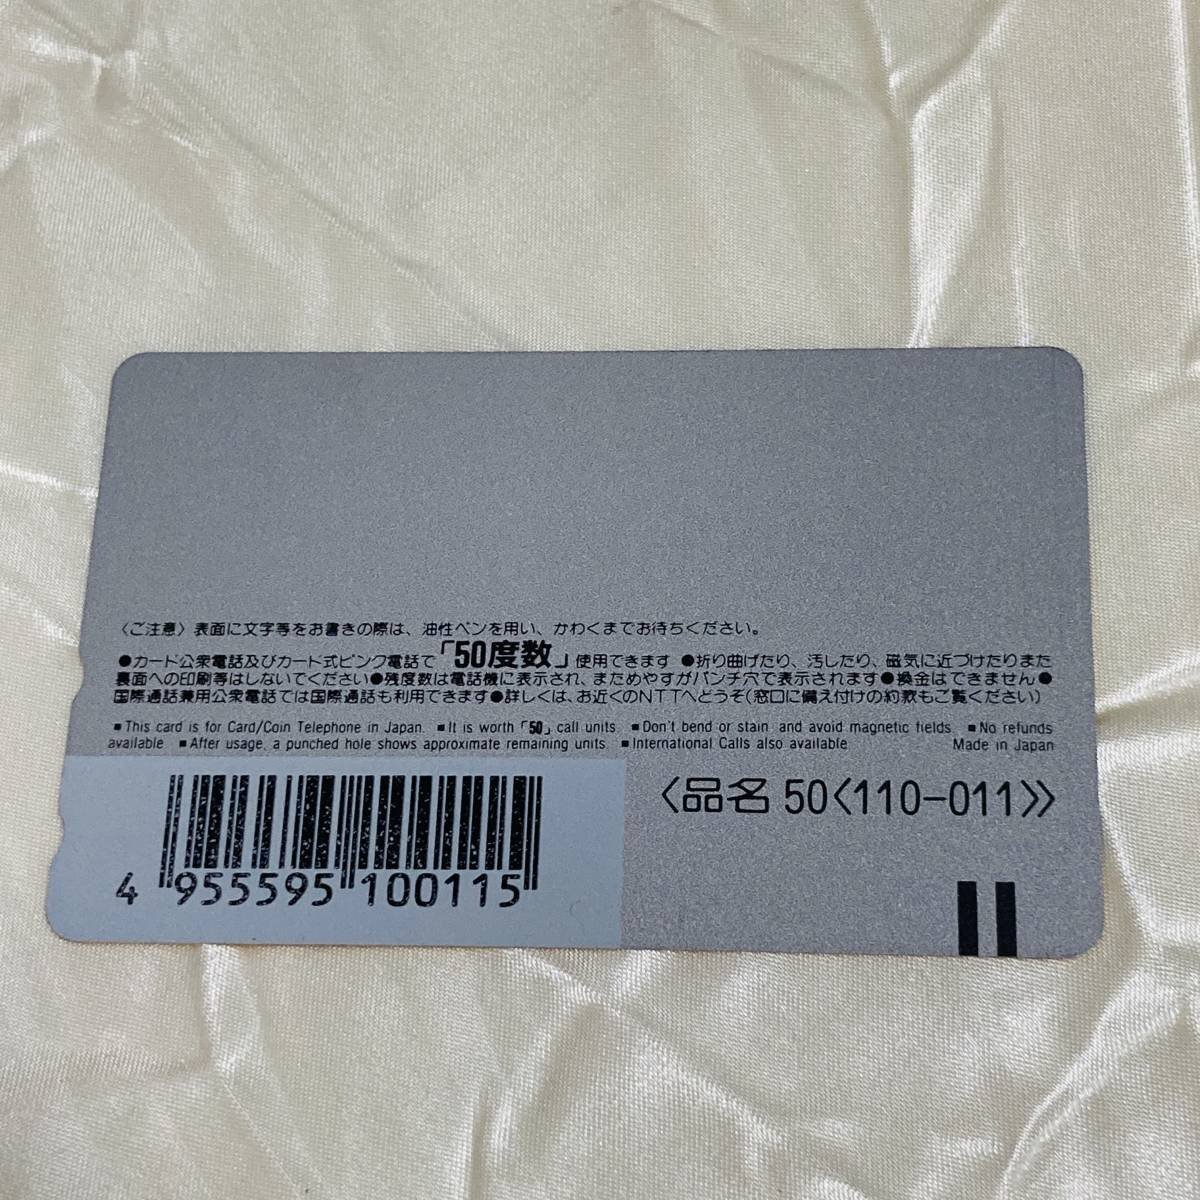 〈ご注意〉表面に文字等をお書きの際は、油性ペンを用い、かわくまでお待ちください。
●カード公衆電話及びカード式ピンク電話で「50度数」使用できます ●折り曲げたり、汚したり、磁気に近づけたりまた
裏面への印刷等はしないでください●残度数は電話機に表示され、まためやすがパンチ穴で表示されます●換金はできません●
国際通話兼用公衆電話では国際通話も利用できます●詳しくは、お近くのNTTへどうぞ(窓口に備え付けの約款もご覧ください)
■This card is for Card/Coin Telephone in Japan. ■It is worth「50」call units ■Don't bend or stain and avoid magnetic fields. ■No refunds
available ■After usage, a punched hole shows approximate remaining units. ■International Calls also available Made in Japan
〈品名 50〈110-011〉〉
4 955595 100115